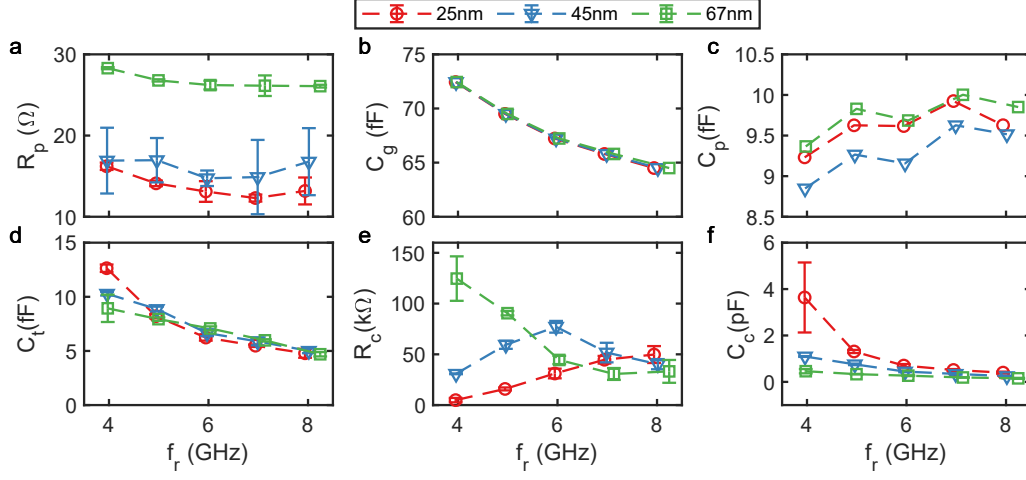 25nm 45nm 67nm
a b c
30
20
10
R_p (Ω)
75
70
65
60
C_g (fF)
10.5
10
9.5
9
8.5
C_p (fF)
d e f
15
10
5
0
C_t (fF)
4 6 8
f_r (GHz)
150
100
50
0
R_c (kΩ)
4 6 8
f_r (GHz)
6
4
2
0
C_c (pF)
4 6 8
f_r (GHz)